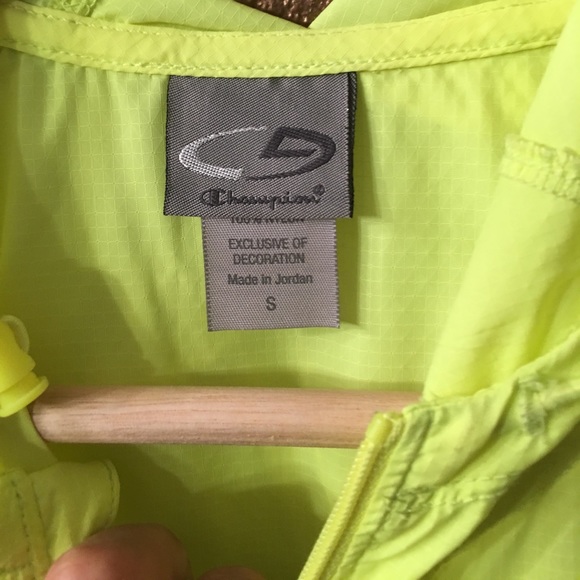 Champion
100% NYLON
EXCLUSIVE OF
DECORATION
Made in Jordan
S